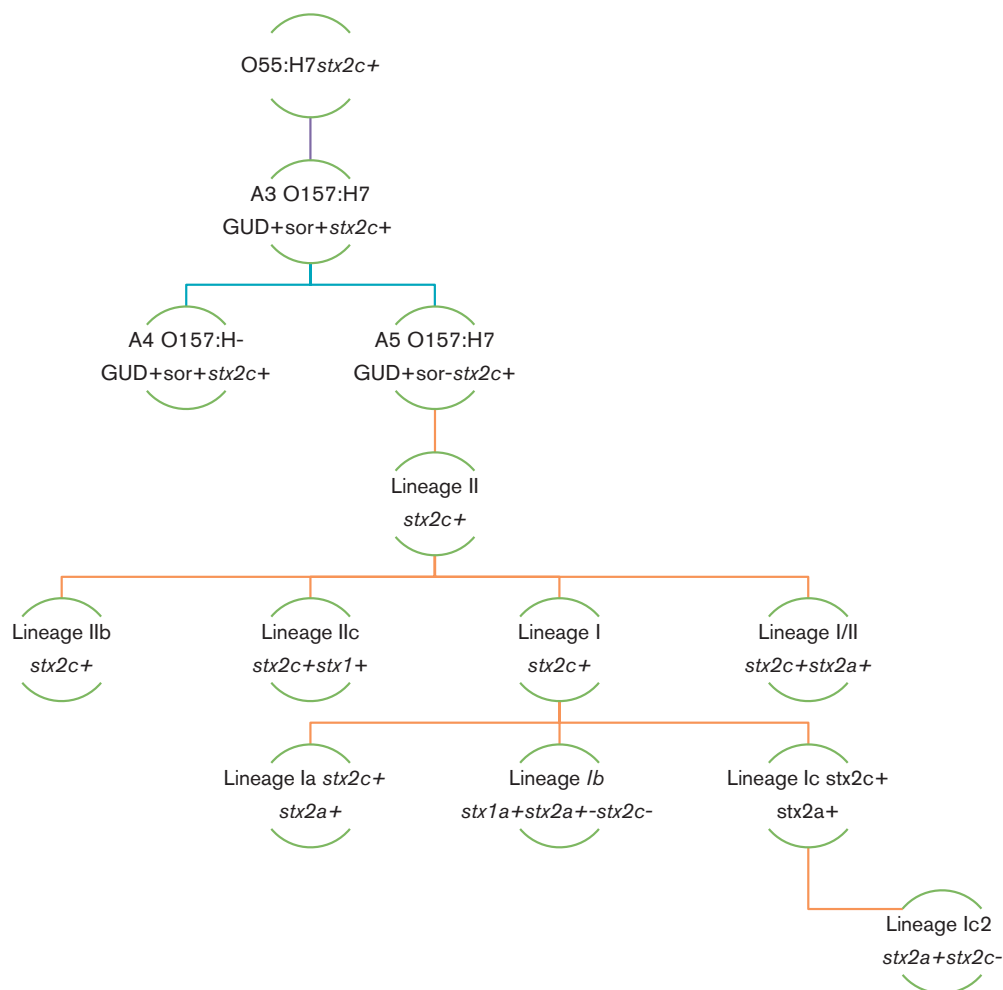 O55:H7stx2c+
A3 O157:H7
GUD+sor+stx2c+
A4 O157:H-
GUD+sor+stx2c+
A5 O157:H7
GUD+sor-stx2c+
Lineage II
stx2c+
Lineage IIb
stx2c+
Lineage IIc
stx2c+stx1+
Lineage I
stx2c+
Lineage I/II
stx2c+stx2a+
Lineage Ia stx2c+
stx2a+
Lineage Ib
stx1a+stx2a+-stx2c-
Lineage Ic stx2c+
stx2a+
Lineage Ic2
stx2a+stx2c-